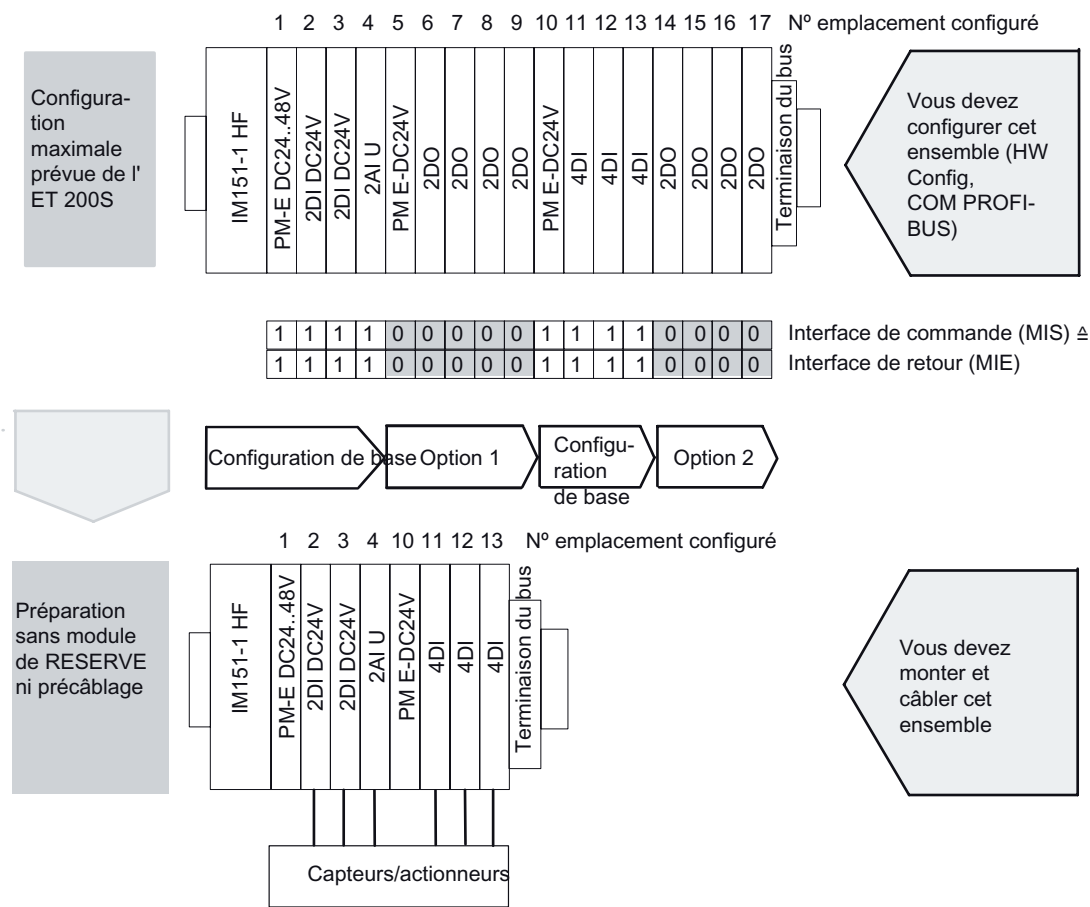 1 2 3 4 5 6 7 8 9 10 11 12 13 14 15 16 17 Nº emplacement configuré
Configura-
tion
maximale
prévue de l'
ET 200S
IM151-1 HF
PM-E DC24..48V
2DI DC24V
2DI DC24V
2AI U
PM E-DC24V
2DO
2DO
2DO
2DO
PM E-DC24V
4DI
4DI
4DI
2DO
2DO
2DO
2DO
Terminaison du bus
Vous devez
configurer cet
ensemble (HW
Config,
COM PROFI-
BUS)
1 1 1 1 0 0 0 0 0 1 1 1 1 0 0 0 0 Interface de commande (MIS) ≙
1 1 1 1 0 0 0 0 0 1 1 1 1 0 0 0 0 Interface de retour (MIE)
Configuration de base
Option 1
Configu-
ration
de base
Option 2
1 2 3 4 10 11 12 13 Nº emplacement configuré
Préparation
sans module
de RESERVE
ni précâblage
IM151-1 HF
PM-E DC24..48V
2DI DC24V
2DI DC24V
2AI U
PM E-DC24V
4DI
4DI
4DI
Terminaison du bus
Vous devez
monter et
câbler cet
ensemble
Capteurs/actionneurs